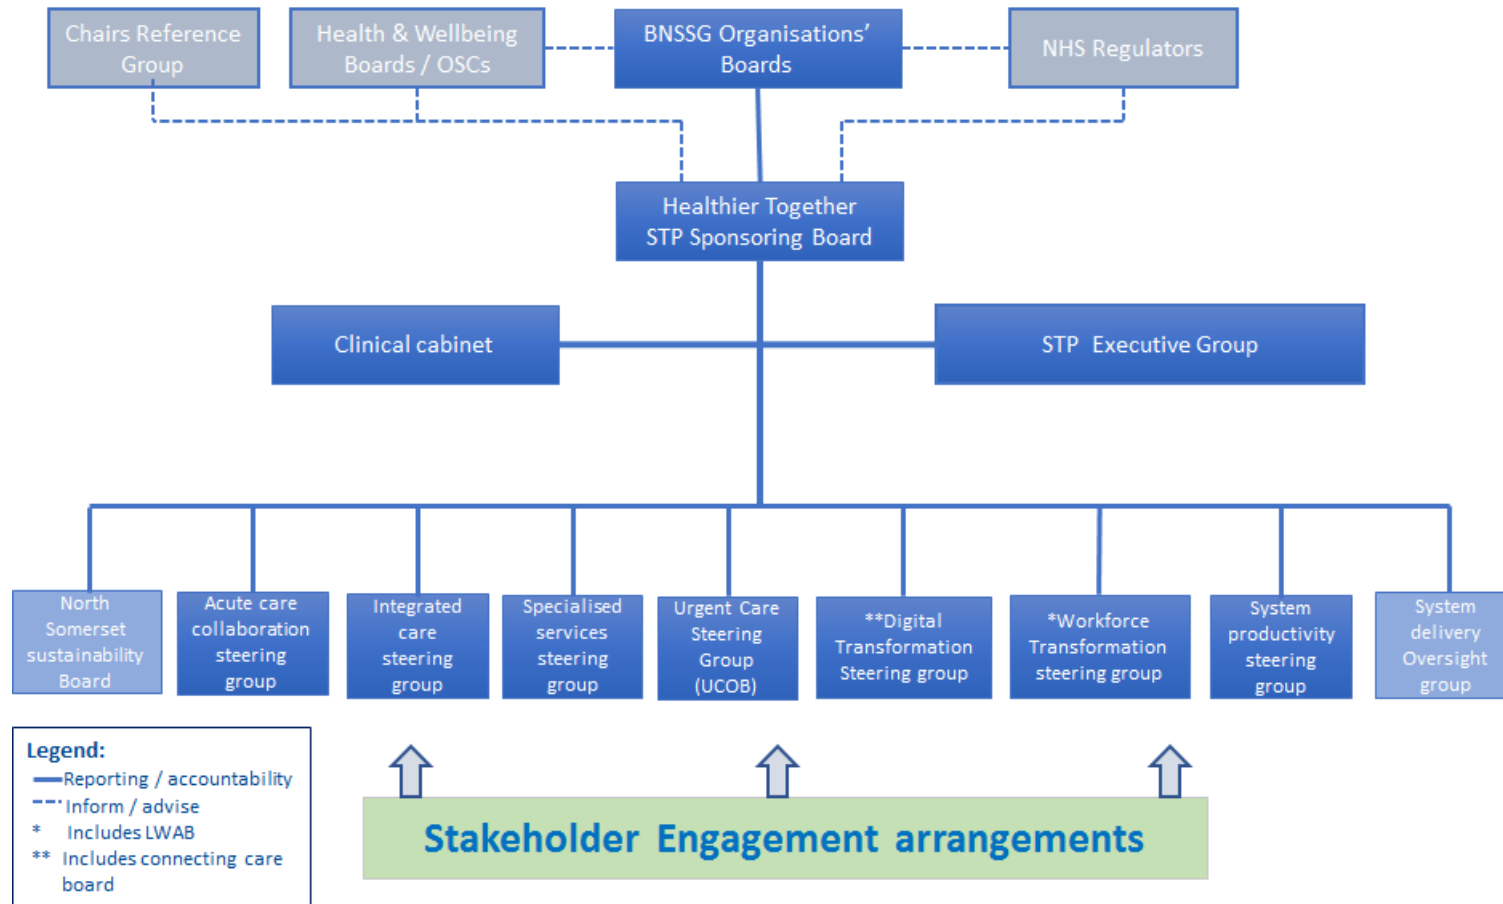 Chairs Reference
Group
Health & Wellbeing
Boards / OSCs
BNSSG Organisations’
Boards
NHS Regulators
Healthier Together
STP Sponsoring Board
Clinical cabinet
STP Executive Group
North
Somerset
sustainability
Board
Acute care
collaboration
steering
group
Integrated
care
steering
group
Specialised
services
steering
group
Urgent Care
Steering
Group
(UCOB)
**Digital
Transformation
Steering group
*Workforce
Transformation
steering group
System
productivity
steering
group
System
delivery
Oversight
group
Legend:
Reporting / accountability
Inform / advise
* Includes LWAB
** Includes connecting care
board
Stakeholder Engagement arrangements